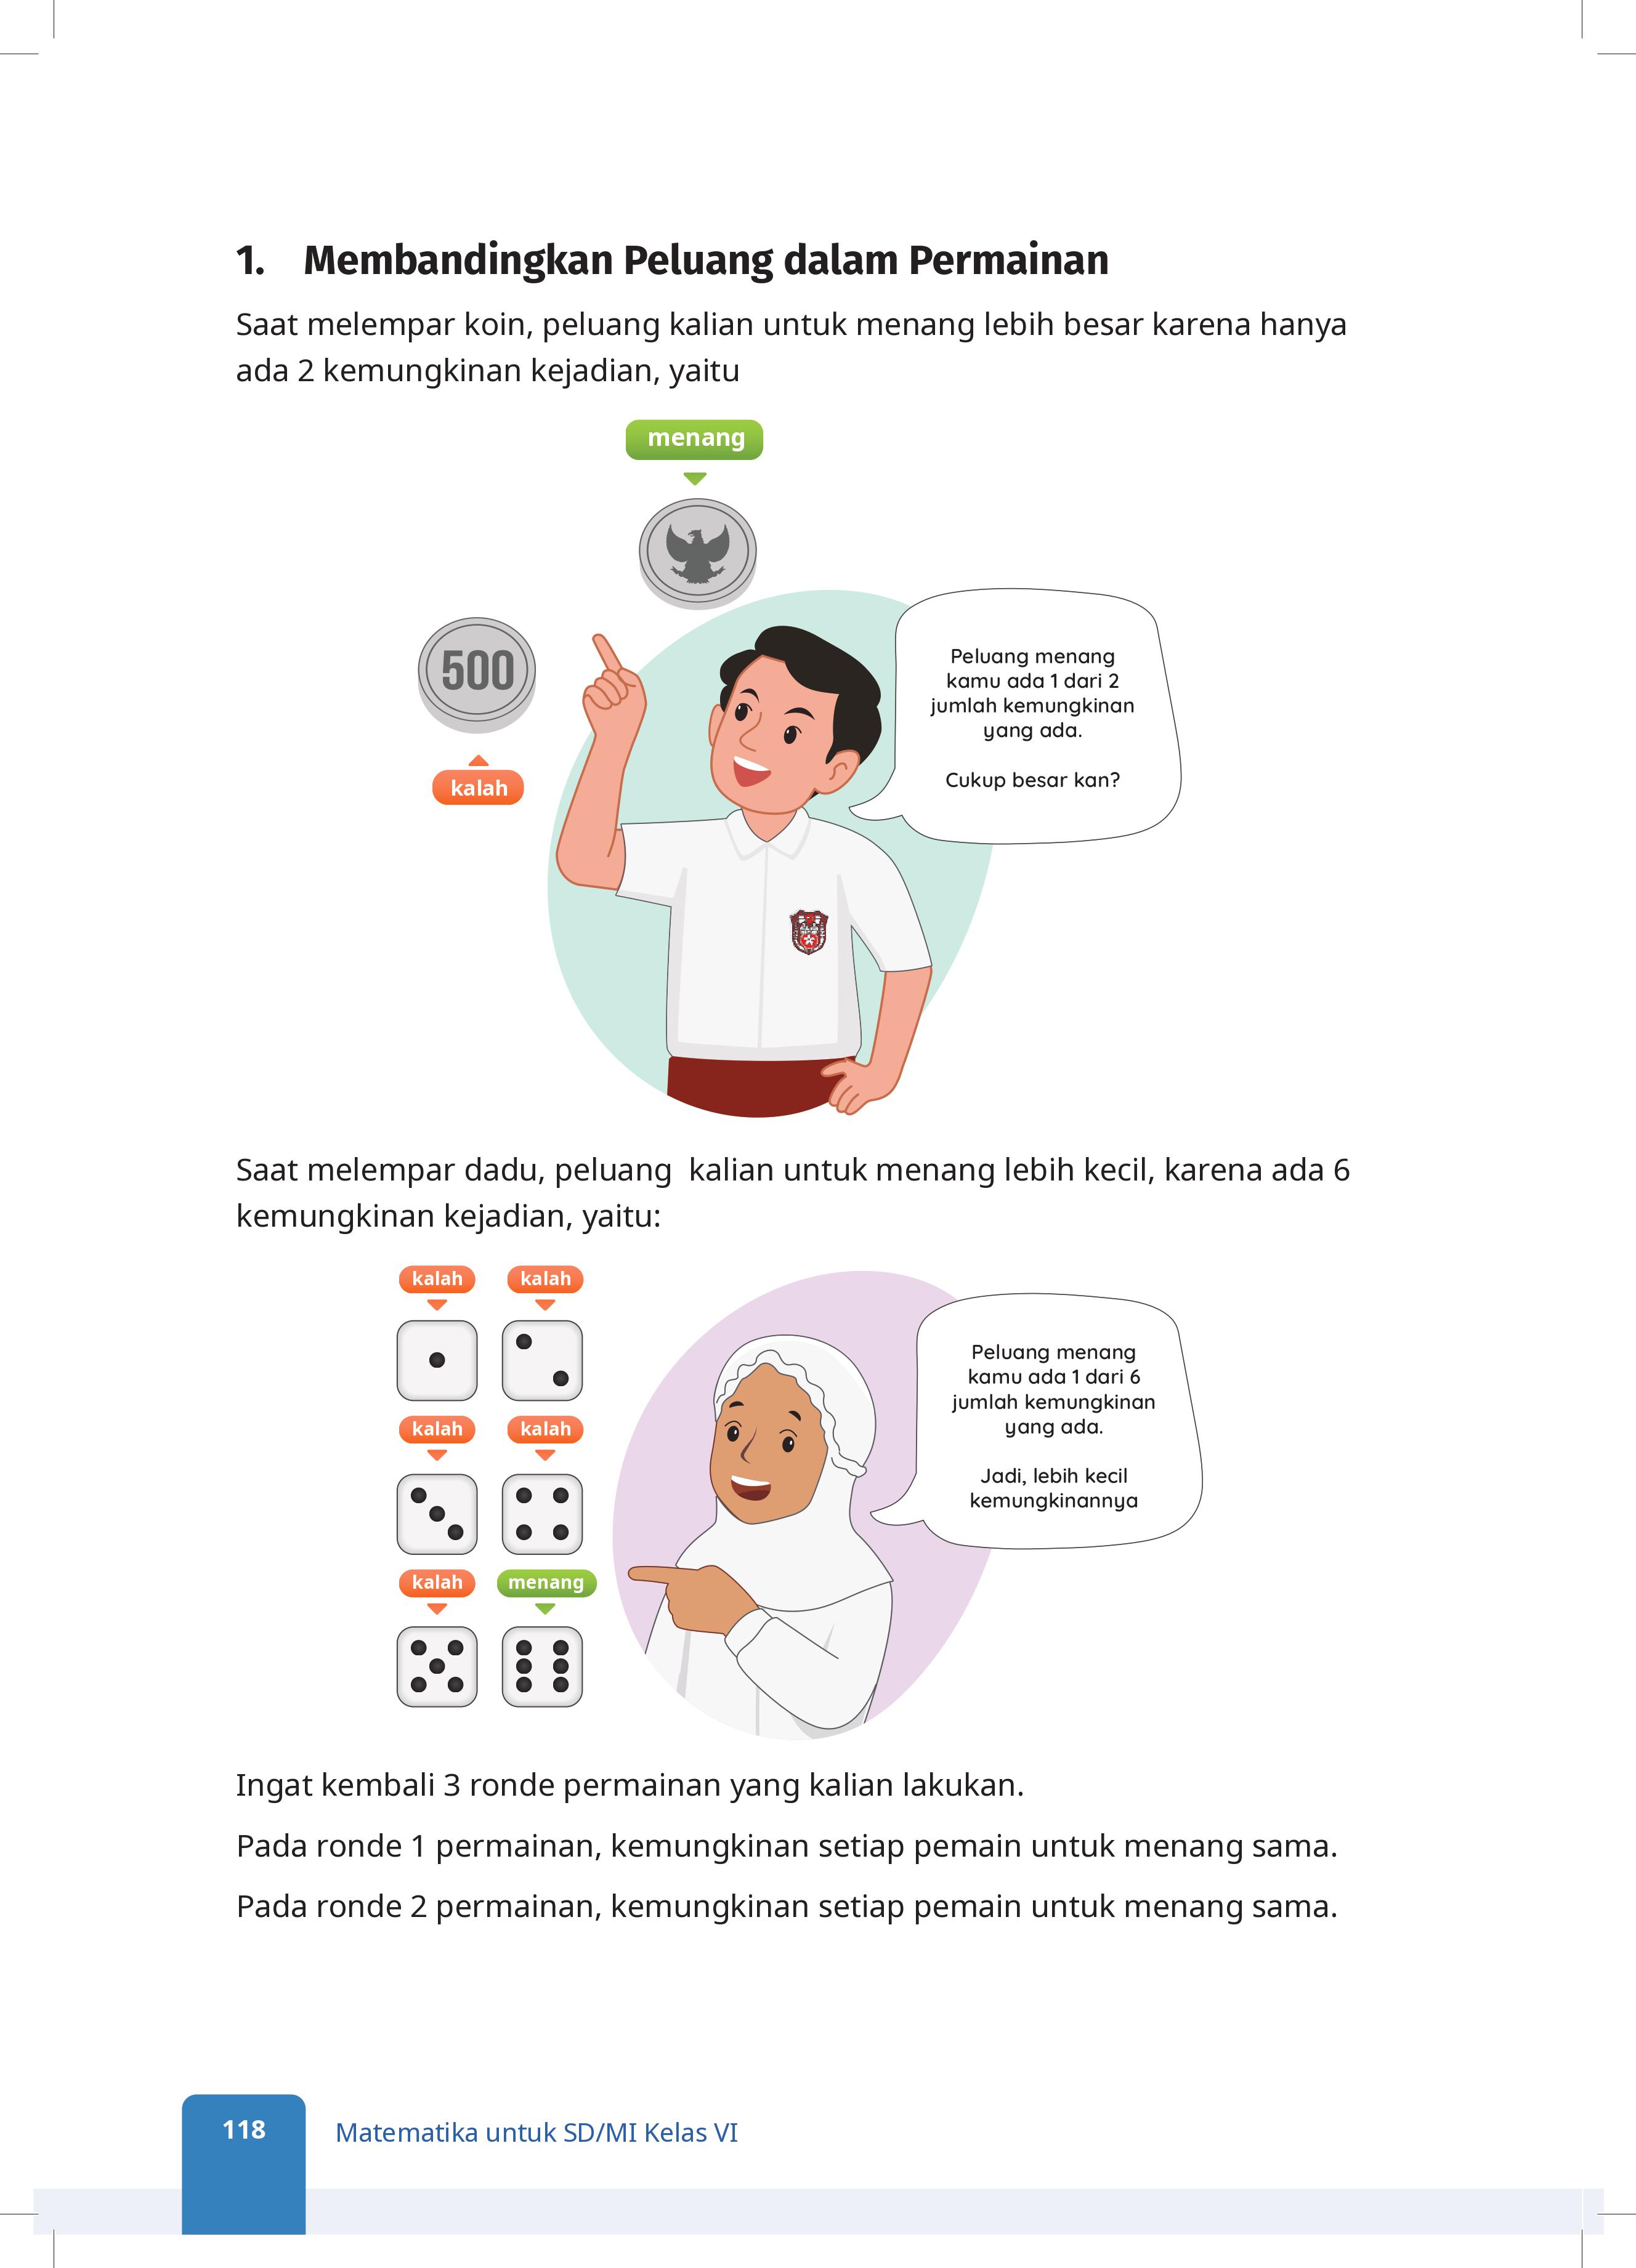 1. Membandingkan Peluang dalam Permainan
Saat melempar koin, peluang kalian untuk menang lebih besar karena hanya
ada 2 kemungkinan kejadian, yaitu
menang
500
kalah
Peluang menang
kamu ada 1 dari 2
jumlah kemungkinan
yang ada.
Cukup besar kan?
Saat melempar dadu, peluang kalian untuk menang lebih kecil, karena ada 6
kemungkinan kejadian, yaitu:
kalah kalah
kalah kalah
kalah menang
Peluang menang
kamu ada 1 dari 6
jumlah kemungkinan
yang ada.
Jadi, lebih kecil
kemungkinannya
Ingat kembali 3 ronde permainan yang kalian lakukan.
Pada ronde 1 permainan, kemungkinan setiap pemain untuk menang sama.
Pada ronde 2 permainan, kemungkinan setiap pemain untuk menang sama.
118 Matematika untuk SD/MI Kelas VI